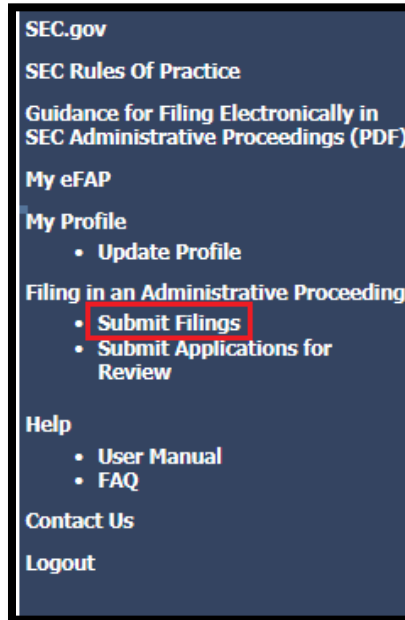 SEC.gov
SEC Rules Of Practice
Guidance for Filing Electronically in
SEC Administrative Proceedings (PDF)
My eFAP
My Profile
• Update Profile
Filing in an Administrative Proceeding
• Submit Filings
• Submit Applications for
Review
Help
• User Manual
• FAQ
Contact Us
Logout